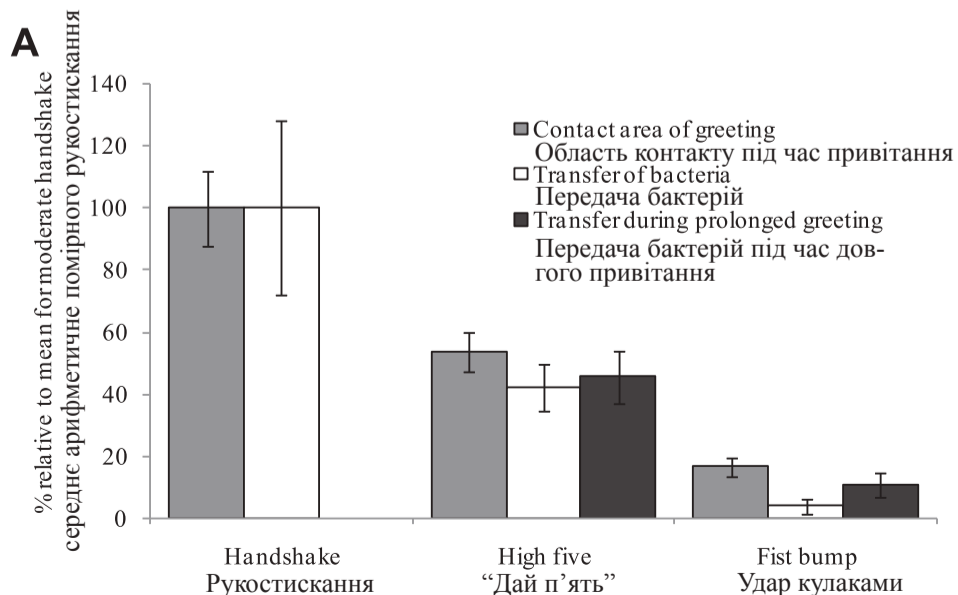 A
% relative to mean for moderate handshake
середнє арифметичне помірного рукостискання
140
120
100
80
60
40
20
0
Contact area of greeting
Область контакту під час привітання
Transfer of bacteria
Передача бактерій
Transfer during prolonged greeting
Передача бактерій під час дов-
гого привітання
Handshake
Рукостискання
High five
“Дай п’ять”
Fist bump
Удар кулаками